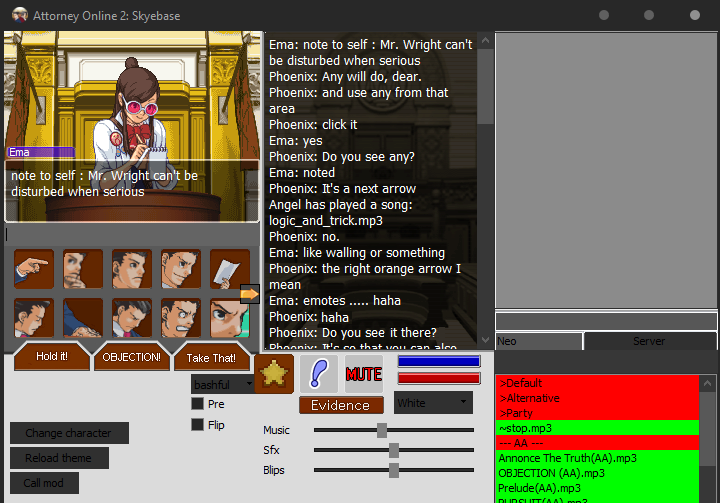 Attorney Online 2: Skyebase
Ema
note to self : Mr. Wright can't be
disturbed when serious
Ema: note to self : Mr. Wright can't
be disturbed when serious
Phoenix: Any will do, dear.
Phoenix: and use any from that
area
Phoenix: click it
Ema: yes
Phoenix: Do you see any?
Ema: noted
Phoenix: It's a next arrow
Angel has played a song:
logic_and_trick.mp3
Phoenix: no.
Ema: like walling or something
Phoenix: the right orange arrow I
mean
Ema: emotes ..... haha
Phoenix: haha
Phoenix: Do you see it there?
Phoenix: It's so that you can also
Neo
Server
Hold it!
OBJECTION!
Take That!
MUTE
bashful
Evidence
White
Pre
Flip
Change character
Reload theme
Call mod
Music
Sfx
Blips
>Default
>Alternative
>Party
~stop.mp3
--- AA ---
Annonce The Truth(AA).mp3
OBJECTION (AA).mp3
Prelude(AA).mp3
PURSUIT(AA).mp3